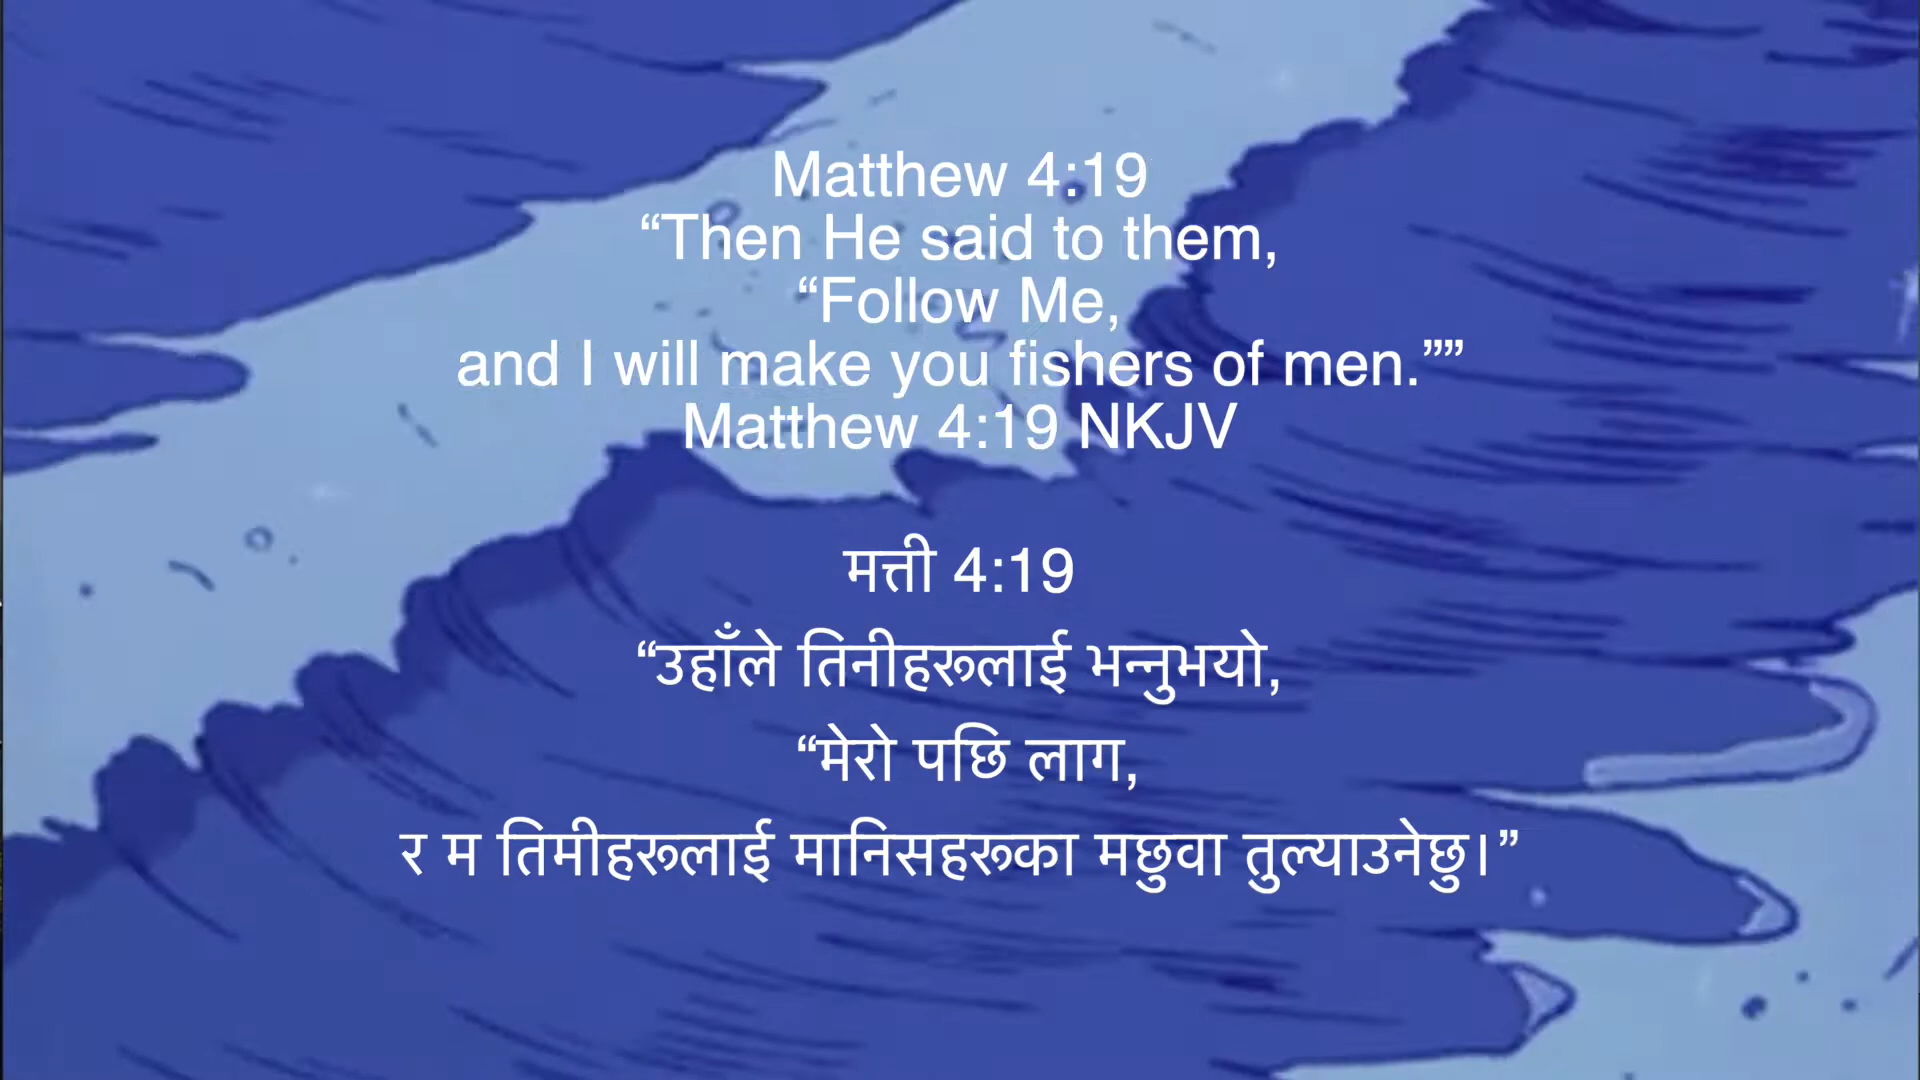 Matthew 4:19
“Then He said to them,
“Follow Me,
and I will make you fishers of men.””
Matthew 4:19 NKJV
मत्ती 4:19
“उहाँले तिनीहरूलाई भन्नुभयो,
“मेरो पछि लाग,
र म तिमीहरूलाई मानिसहरूका मछुवा तुल्याउनेछु।”